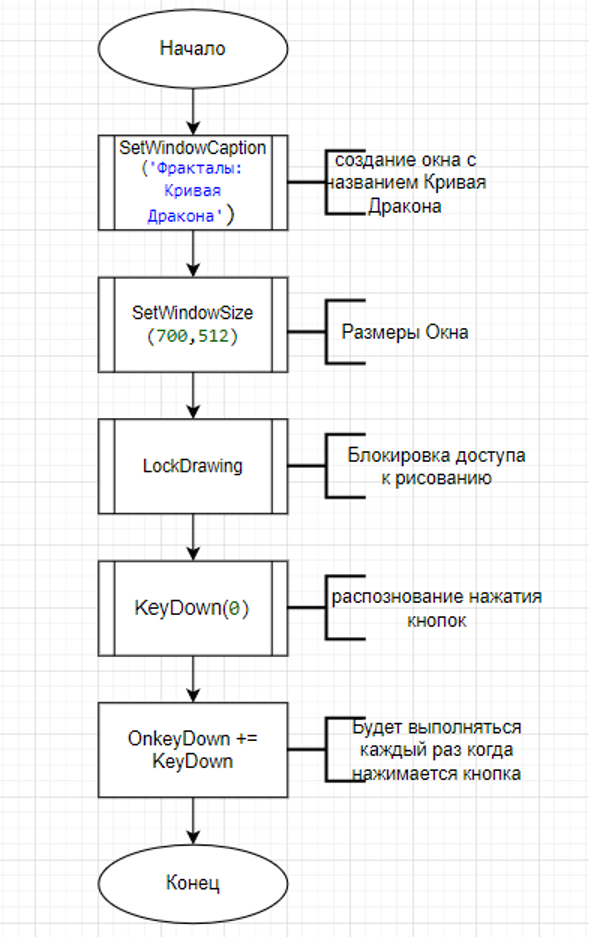 Начало
SetWindowCaption
('Фракталы:
Кривая
Дракона')
создание окна с
названием Кривая
Дракона
SetWindowSize
(700,512)
Размеры Окна
LockDrawing
Блокировка доступа
к рисованию
KeyDown(0)
распознование нажатия
кнопок
OnkeyDown +=
KeyDown
Будет выполняться
каждый раз когда
нажимается кнопка
Конец